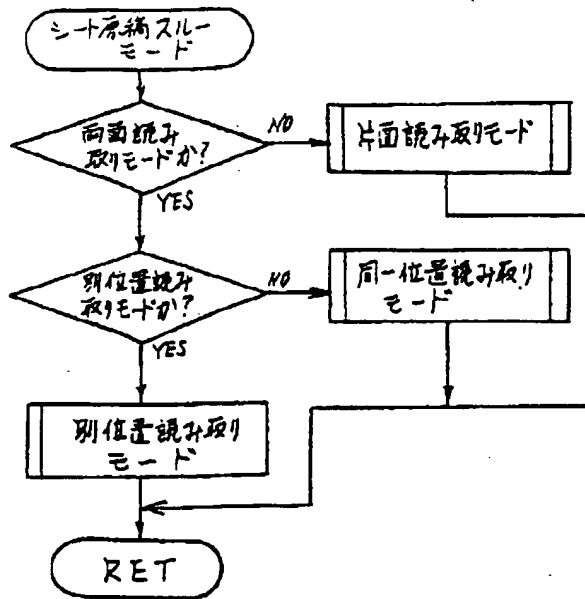 シート原稿スルー
モード
両面読み
取りモードか?
NO
片面読み取りモード
YES
別位置読み
取りモードか?
NO
同一位置読み取り
モード
YES
別位置読み取り
モード
RET